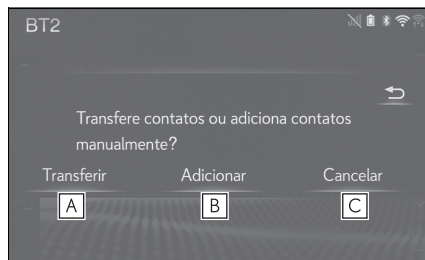 BT2
Transfere contatos ou adiciona contatos
manualmente?
Transferir Adicionar Cancelar
A B C